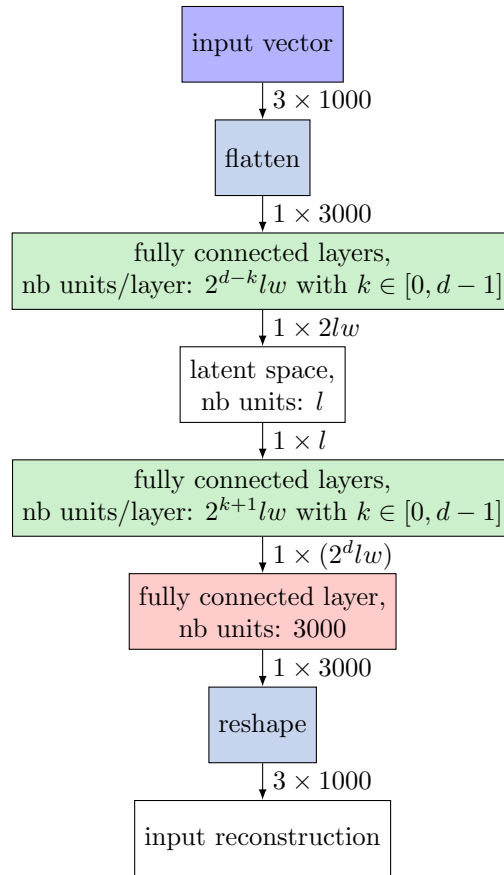 input vector
3 × 1000
flatten
1 × 3000
fully connected layers,
nb units/layer: 2^{d−k}lw with k ∈ [0, d − 1]
1 × 2lw
latent space,
nb units: l
1 × l
fully connected layers,
nb units/layer: 2^{k+1}lw with k ∈ [0, d − 1]
1 × (2^d lw)
fully connected layer,
nb units: 3000
1 × 3000
reshape
3 × 1000
input reconstruction